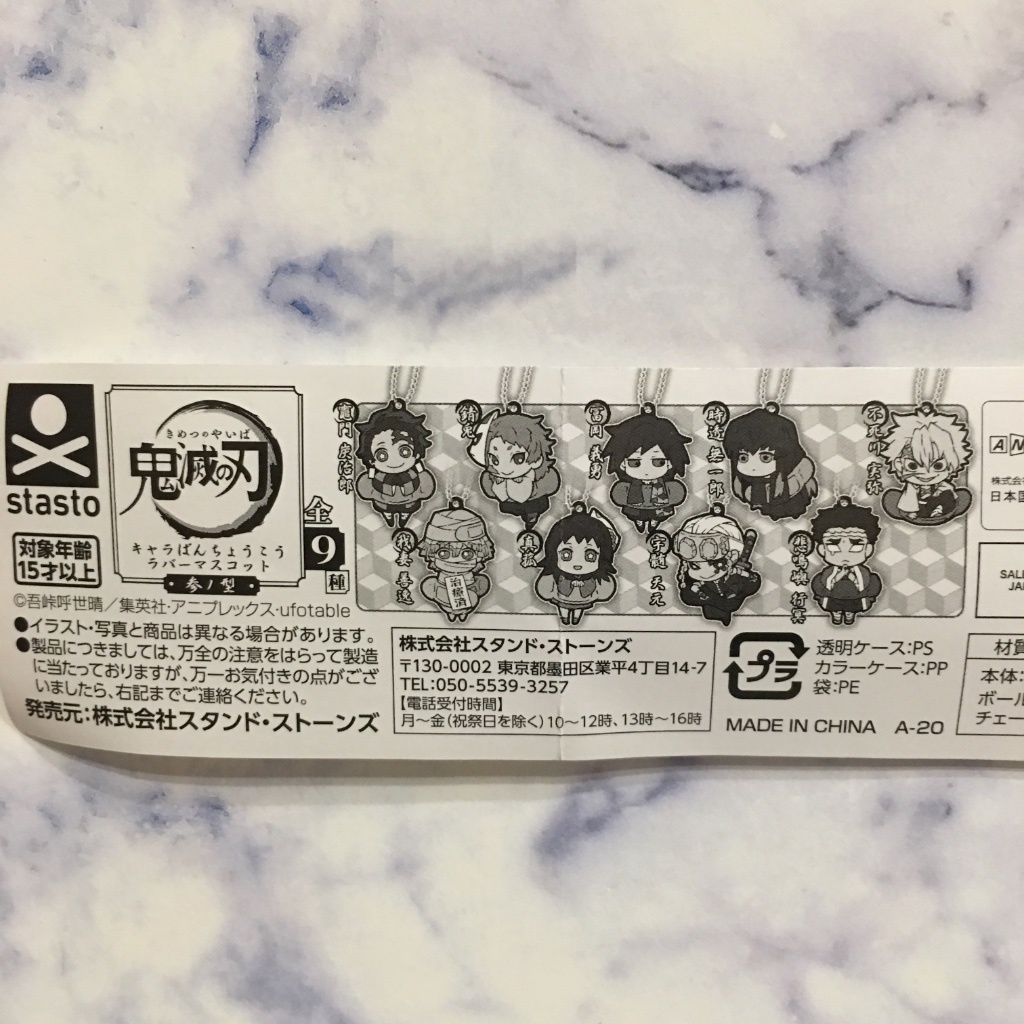 stasto
対象年齢
15才以上
きめつのやいば
鬼滅の刃
キャラばんちょうこう
ラバーマスコット
参ノ型
全
9
種
竈門 炭治郎
錆兎
冨岡 義勇
時透 無一郎
不死川 実弥
我妻 善逸
真菰
宇髄 天元
悲鳴嶼 行冥
治療済
©吾峠呼世晴／集英社・アニプレックス・ufotable
●イラスト・写真と商品は異なる場合があります。
●製品につきましては、万全の注意をはらって製造
に当たっておりますが、万一お気付きの点がござ
いましたら、右記までご連絡ください。
発売元：株式会社スタンド・ストーンズ
株式会社スタンド・ストーンズ
〒130-0002 東京都墨田区業平4丁目14-7
TEL:050-5539-3257
【電話受付時間】
月～金（祝祭日を除く）10～12時、13時～16時
プラ
透明ケース:PS
カラーケース:PP
袋:PE
MADE IN CHINA A-20
AN
株式会社
日本国
SALE
JA
材質
本体:
ボール
チェー